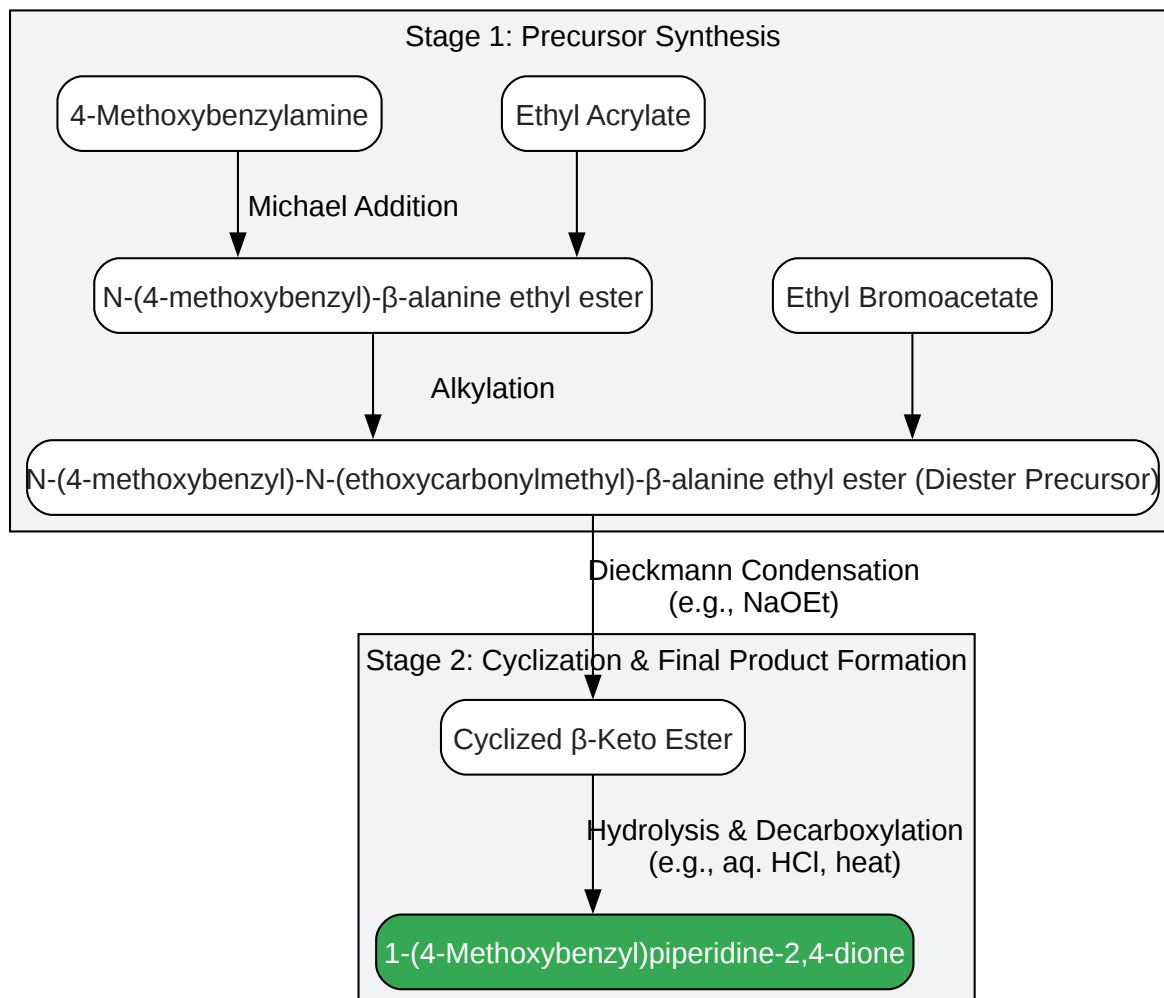 Stage 1: Precursor Synthesis
4-Methoxybenzylamine
Ethyl Acrylate
Michael Addition
N-(4-methoxybenzyl)-β-alanine ethyl ester
Ethyl Bromoacetate
Alkylation
N-(4-methoxybenzyl)-N-(ethoxycarbonylmethyl)-β-alanine ethyl ester (Diester Precursor)
Dieckmann Condensation
(e.g., NaOEt)
Stage 2: Cyclization & Final Product Formation
Cyclized β-Keto Ester
Hydrolysis & Decarboxylation
(e.g., aq. HCl, heat)
1-(4-Methoxybenzyl)piperidine-2,4-dione